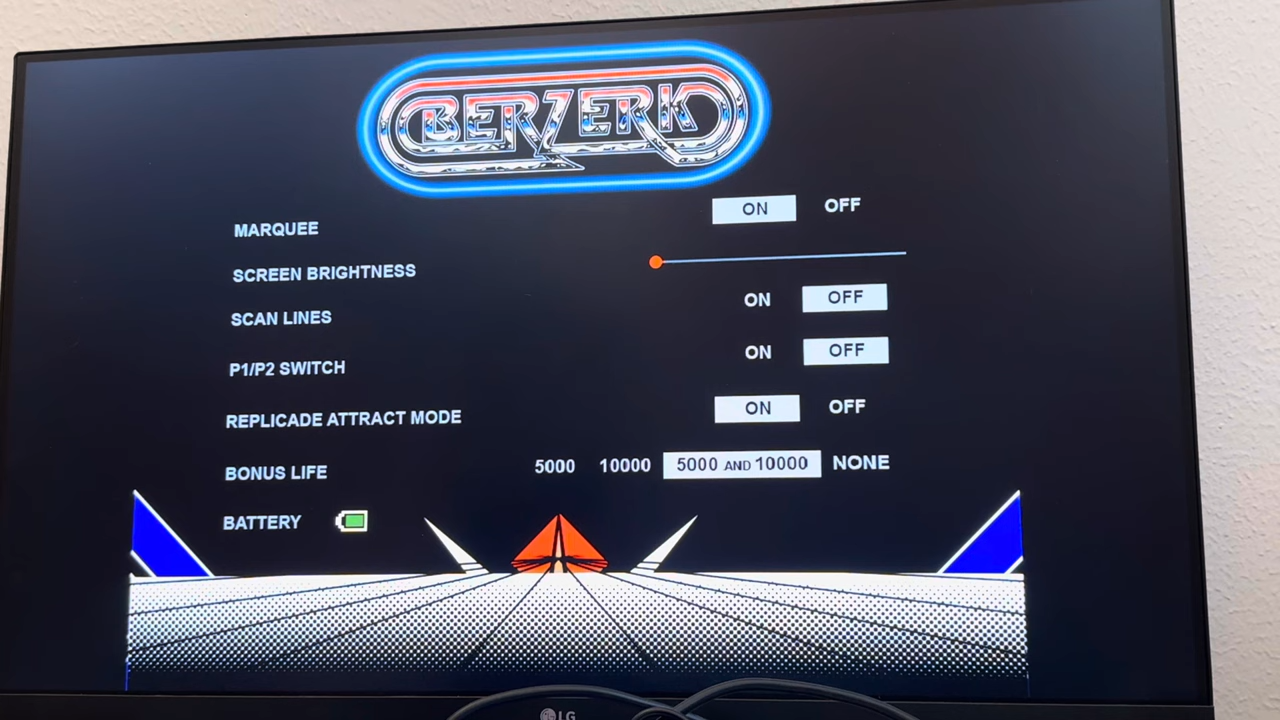 BERZERK
MARQUEE ON OFF
SCREEN BRIGHTNESS
SCAN LINES ON OFF
P1/P2 SWITCH ON OFF
REPLICADE ATTRACT MODE ON OFF
BONUS LIFE 5000 10000 5000 AND 10000 NONE
BATTERY
LG